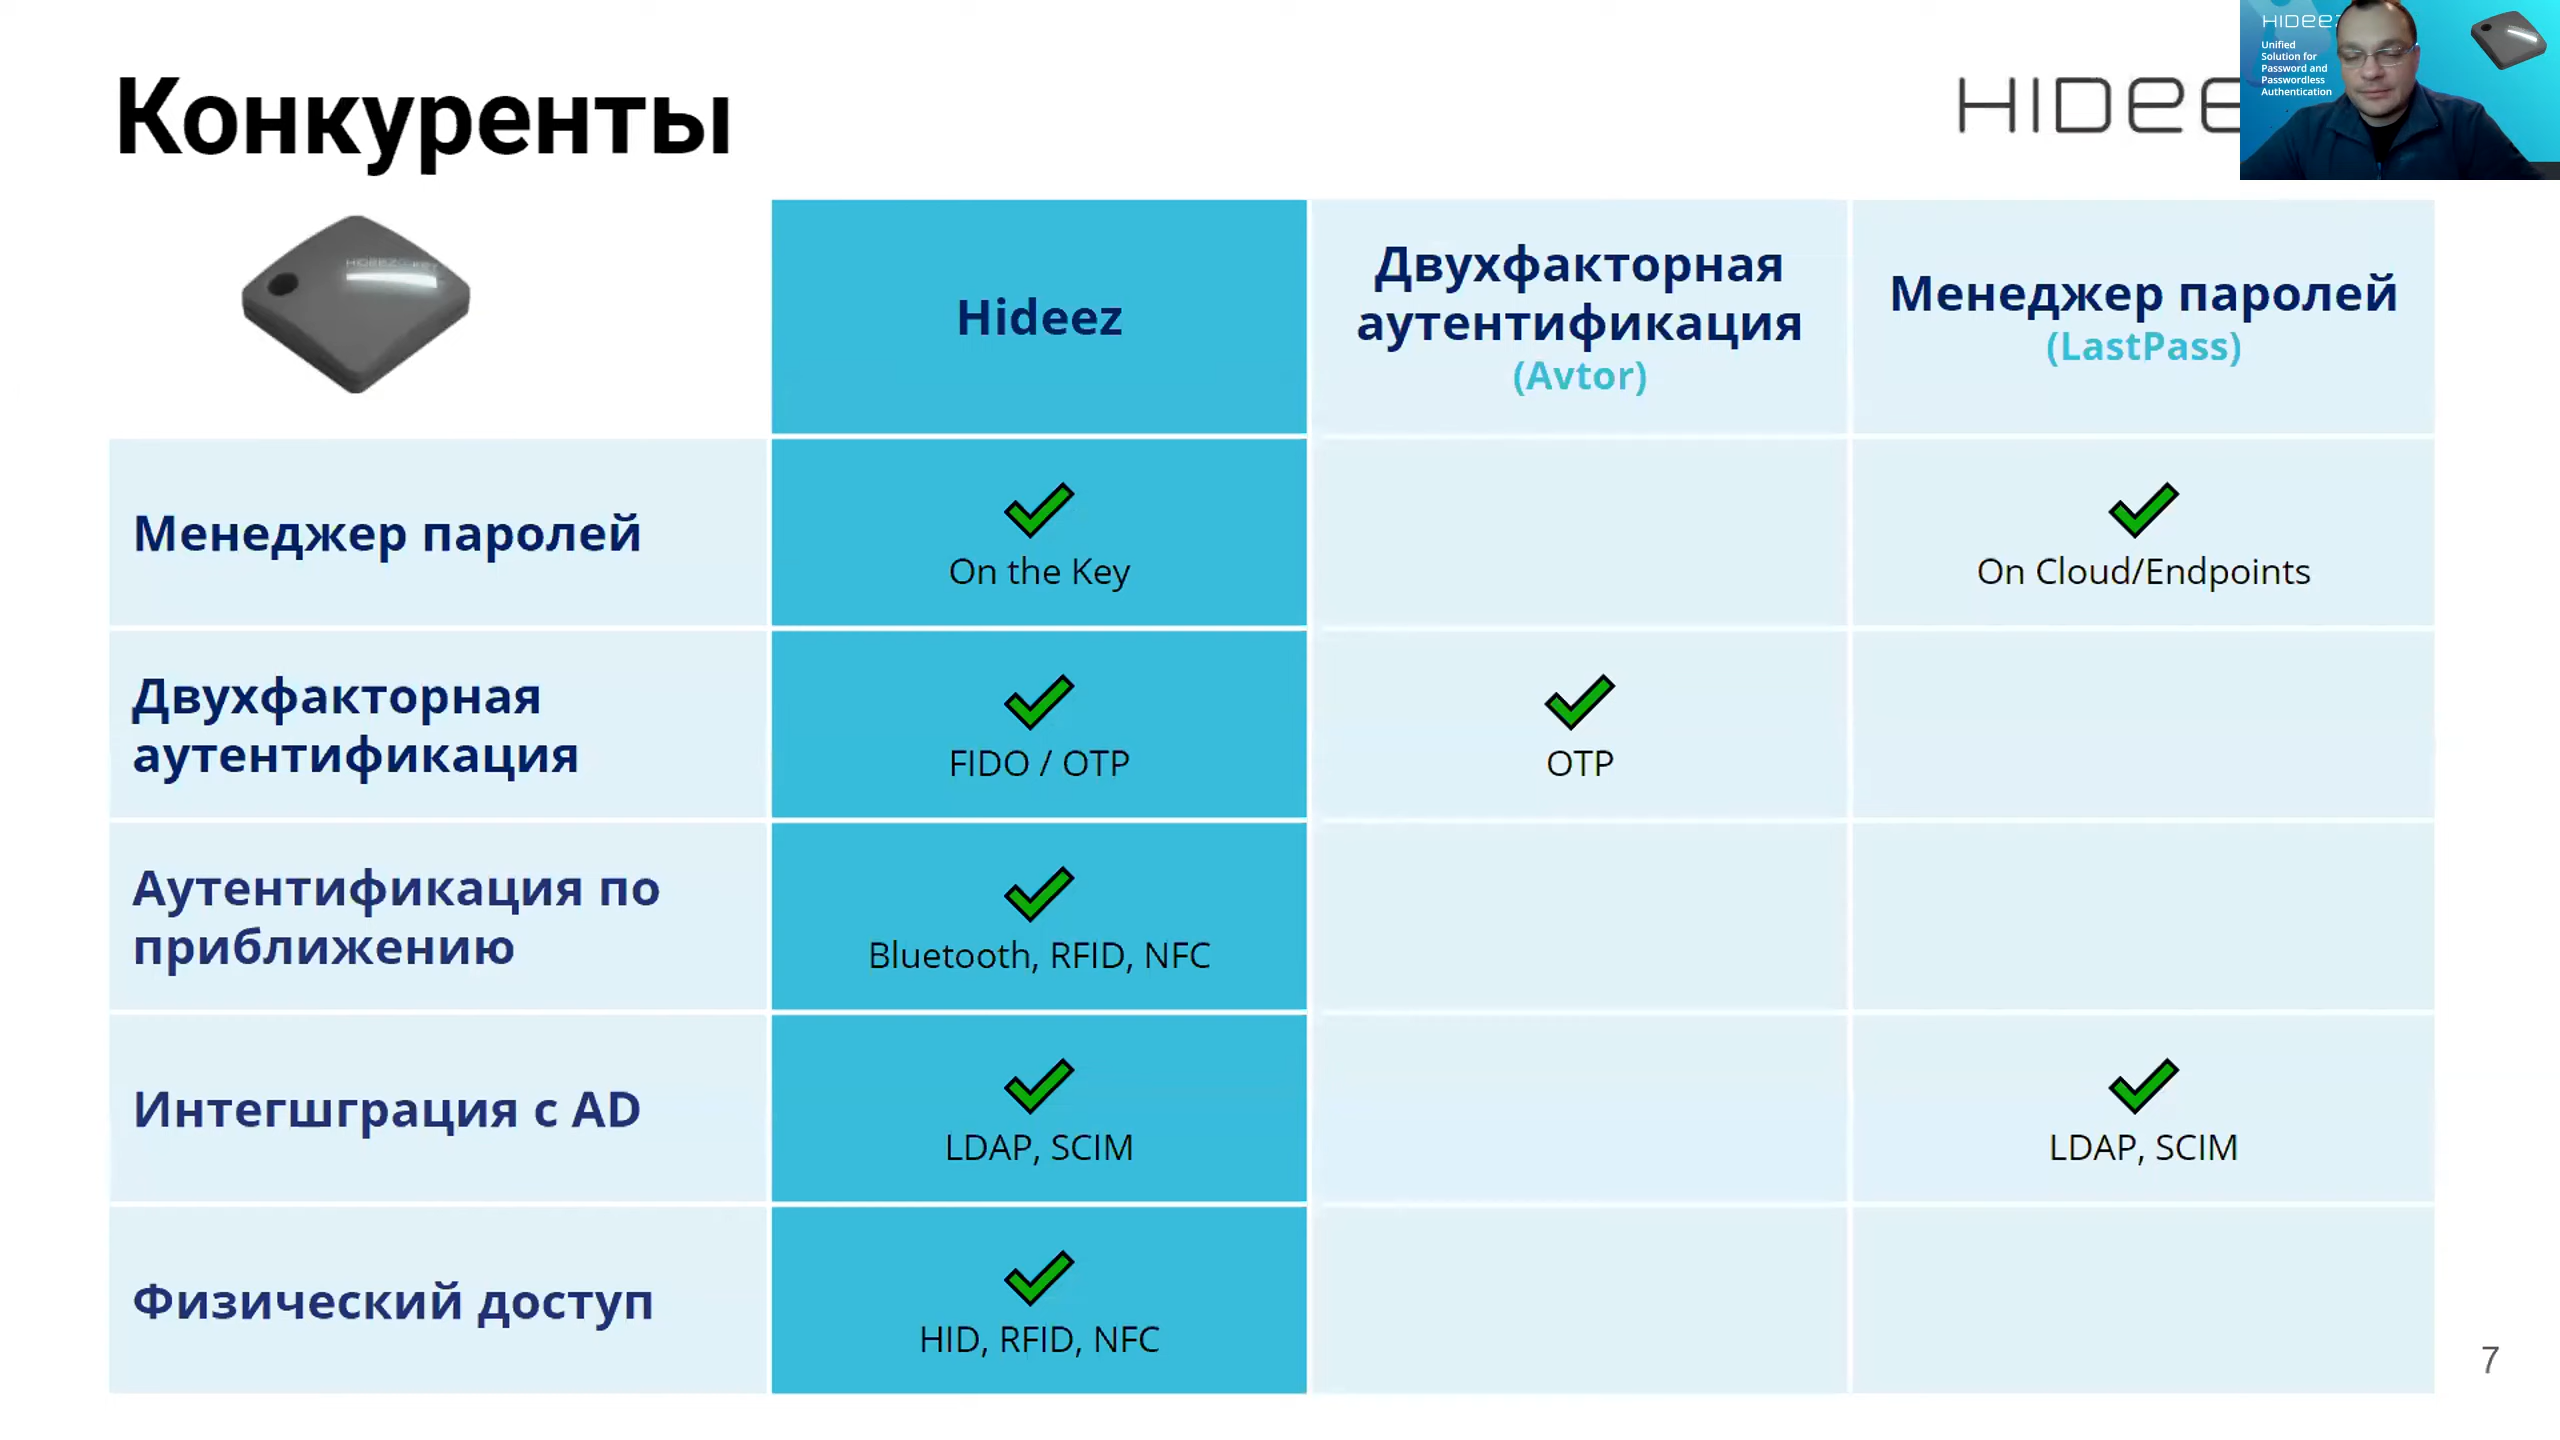 Конкуренты
HIDEE
HIDEEZ
Unified
Solution for
Password and
Passwordless
Authentication
Hideez
Двухфакторная
аутентификация
(Avtor)
Менеджер паролей
(LastPass)
Менеджер паролей
On the Key
On Cloud/Endpoints
Двухфакторная
аутентификация
FIDO / OTP
OTP
Аутентификация по
приближению
Bluetooth, RFID, NFC
Интегшграция с AD
LDAP, SCIM
LDAP, SCIM
Физический доступ
HID, RFID, NFC
7